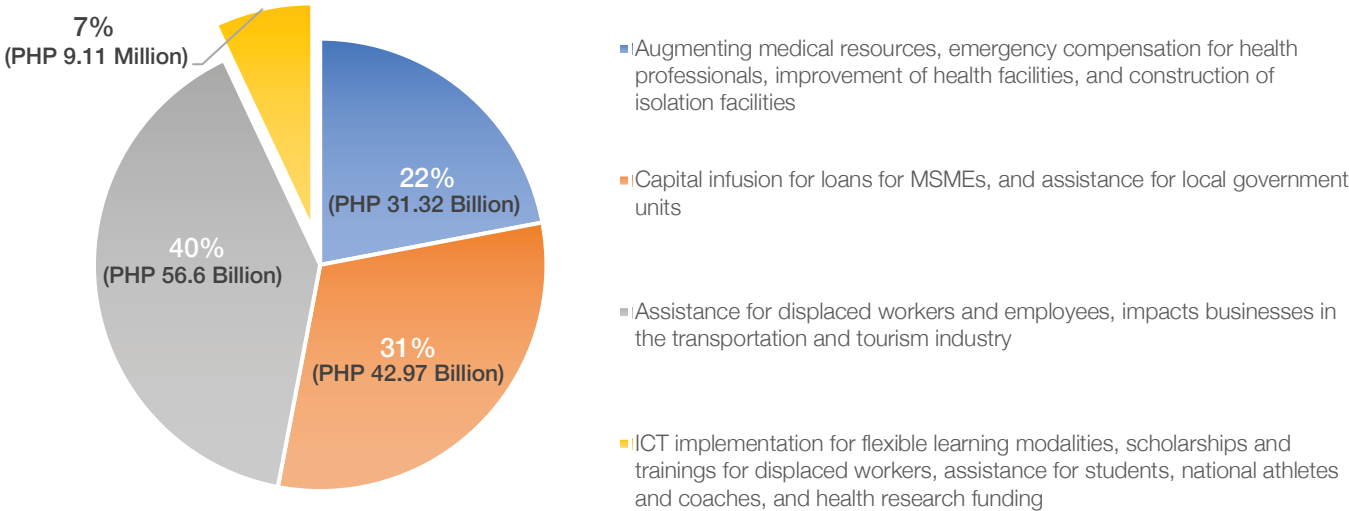 7%
(PHP 9.11 Million)
22%
(PHP 31.32 Billion)
40%
(PHP 56.6 Billion)
31%
(PHP 42.97 Billion)
Augmenting medical resources, emergency compensation for health
professionals, improvement of health facilities, and construction of
isolation facilities
Capital infusion for loans for MSMEs, and assistance for local government
units
Assistance for displaced workers and employees, impacts businesses in
the transportation and tourism industry
ICT implementation for flexible learning modalities, scholarships and
trainings for displaced workers, assistance for students, national athletes
and coaches, and health research funding